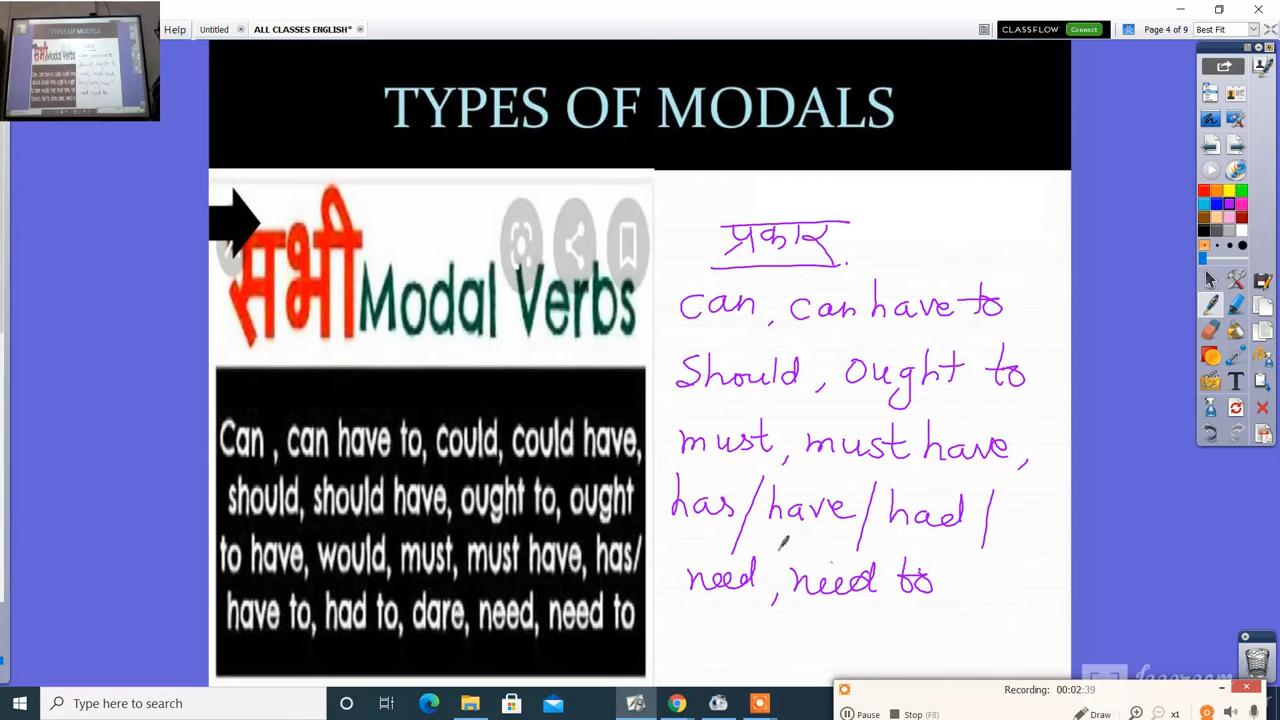 Help
Untitled
ALL CLASSES ENGLISH*
CLASSFLOW
Connect
Page 4 of 9
Best Fit
TYPES OF MODALS
सभी Modal Verbs
Can , can have to, could, could have,
should, should have, ought to, ought
to have, would, must, must have, has/
have to, had to, dare, need, need to
प्रकार.
can, can have to
Should, Ought to
must, must have,
has/have/had/
need, need to
Type here to search
Recording: 00:02:39
Pause
Stop (F8)
Draw
x1